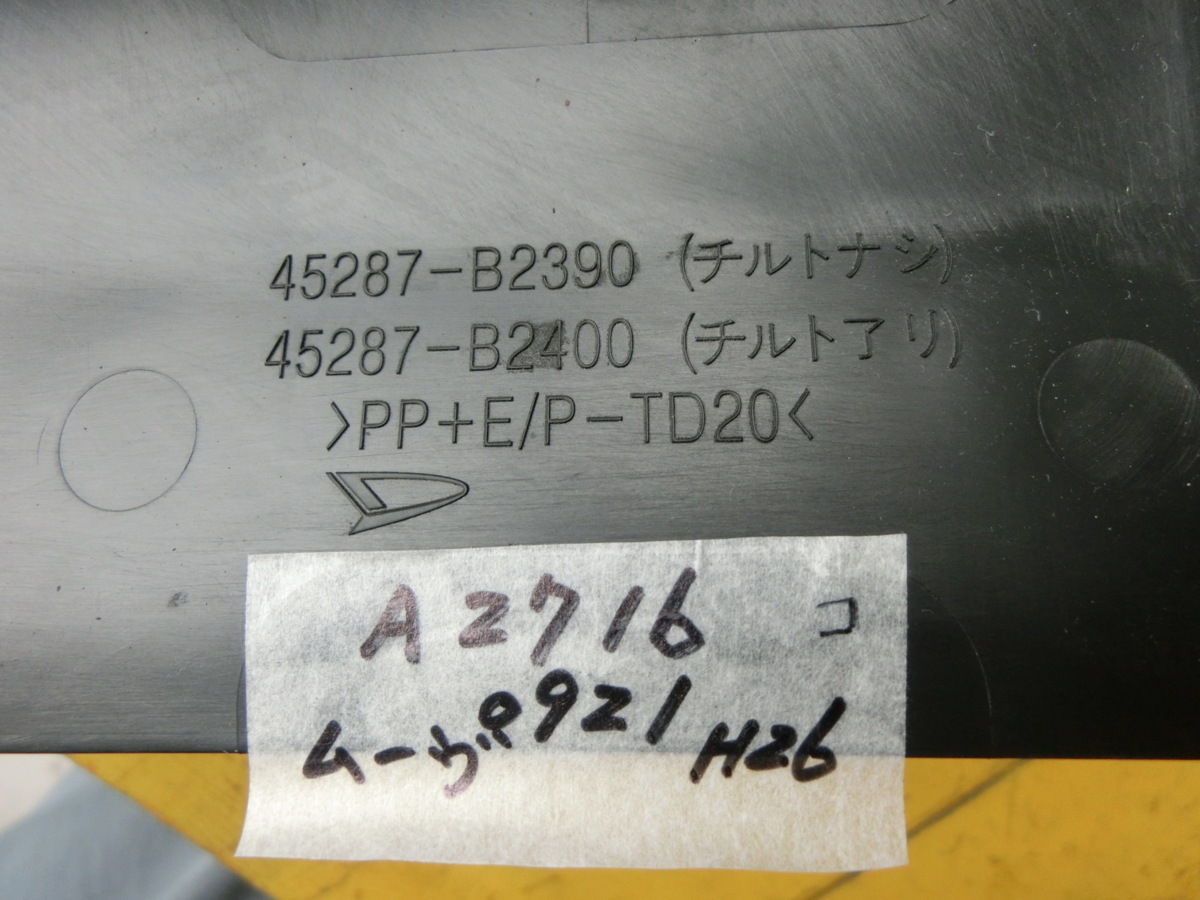 45287-B2390 (チルトナシ)
45287-B2400 (チルトアリ)
>PP+E/P-TD20<
A2716 コ
ムーヴ. P921 H26